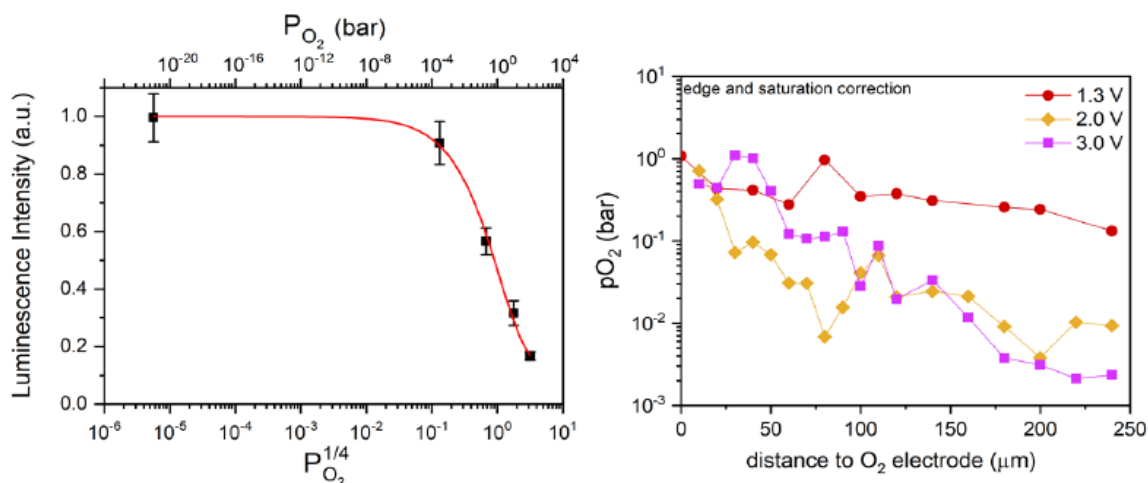 P_O₂ (bar)
10⁻²⁰ 10⁻¹⁶ 10⁻¹² 10⁻⁸ 10⁻⁴ 10⁰ 10⁴
Luminescence Intensity (a.u.)
1.0
0.8
0.6
0.4
0.2
0.0
10⁻⁶ 10⁻⁵ 10⁻⁴ 10⁻³ 10⁻² 10⁻¹ 10⁰ 10¹
P_O₂^1/4
edge and saturation correction
1.3 V
2.0 V
3.0 V
pO₂ (bar)
10¹
10⁰
10⁻¹
10⁻²
10⁻³
0 50 100 150 200 250
distance to O₂ electrode (μm)